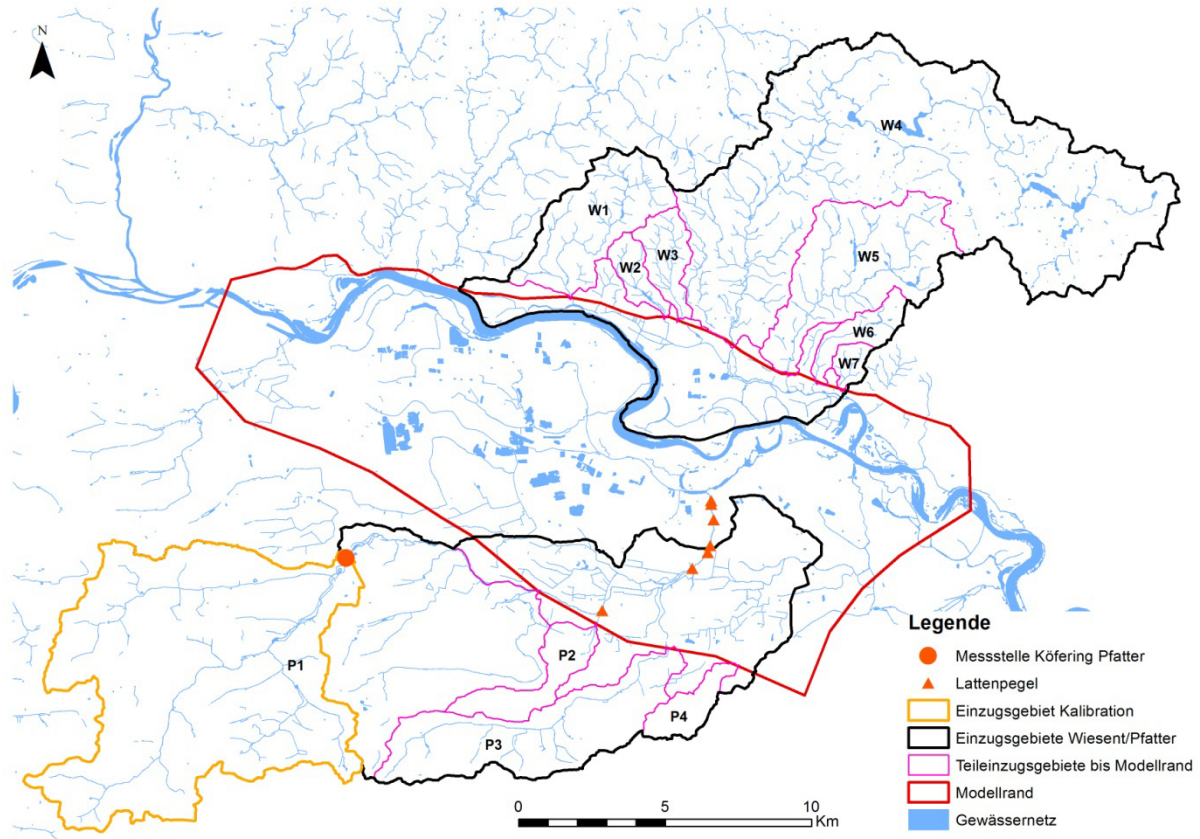 N
W4
W1
W3
W2
W5
W6
W7
P1
P2
P4
P3
Legende
Messstelle Köfering Pfatter
Lattenpegel
Einzugsgebiet Kalibration
Einzugsgebiete Wiesent/Pfatter
Teileinzugsgebiete bis Modellrand
Modellrand
Gewässernetz
0 5 10
Km